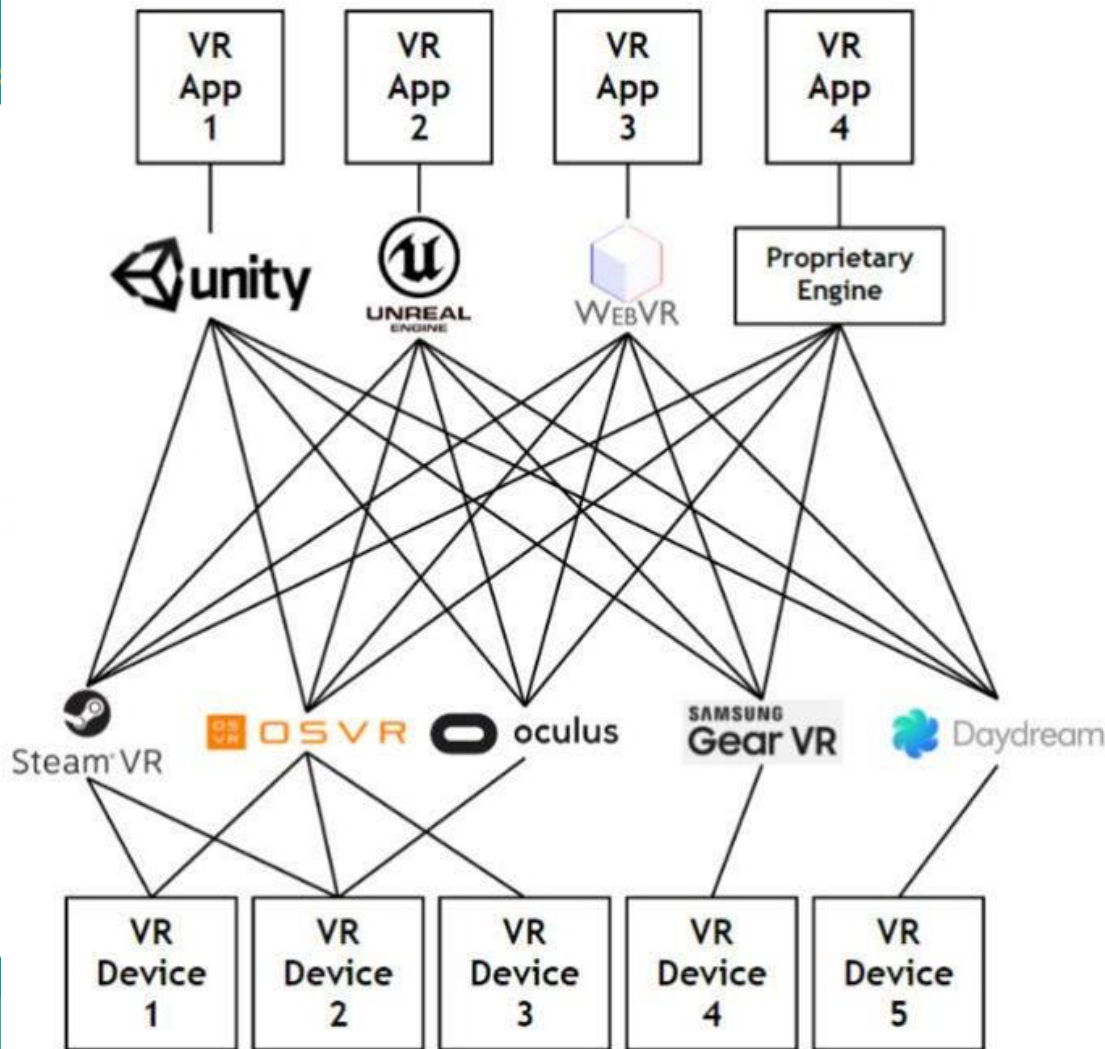 VR
App
1
VR
App
2
VR
App
3
VR
App
4
unity
UNREAL
ENGINE
WEBVR
Proprietary
Engine
Steam VR
OSVR OSVR
oculus
SAMSUNG
Gear VR
Daydream
VR
Device
1
VR
Device
2
VR
Device
3
VR
Device
4
VR
Device
5